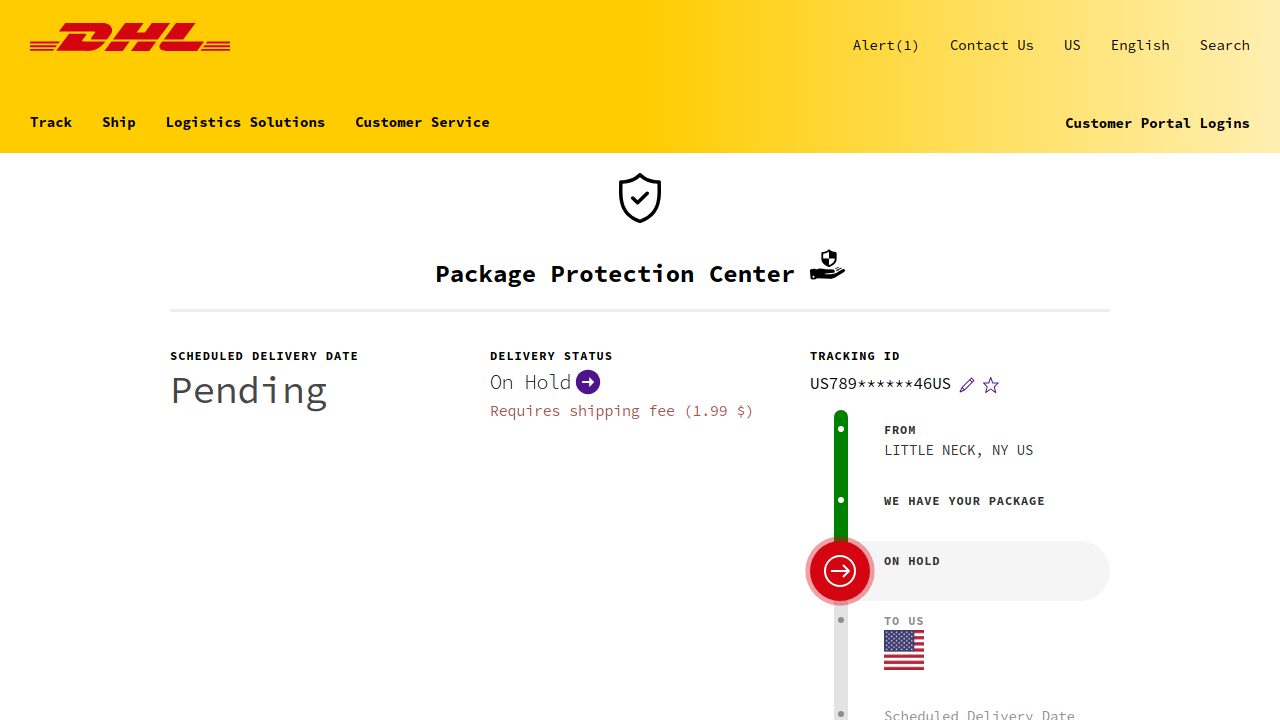 DHL
Alert(1) Contact Us US English Search
Track Ship Logistics Solutions Customer Service Customer Portal Logins
Package Protection Center
SCHEDULED DELIVERY DATE
Pending
DELIVERY STATUS
On Hold
Requires shipping fee (1.99 $)
TRACKING ID
US789******46US
FROM
LITTLE NECK, NY US
WE HAVE YOUR PACKAGE
ON HOLD
TO US
Scheduled Delivery Date